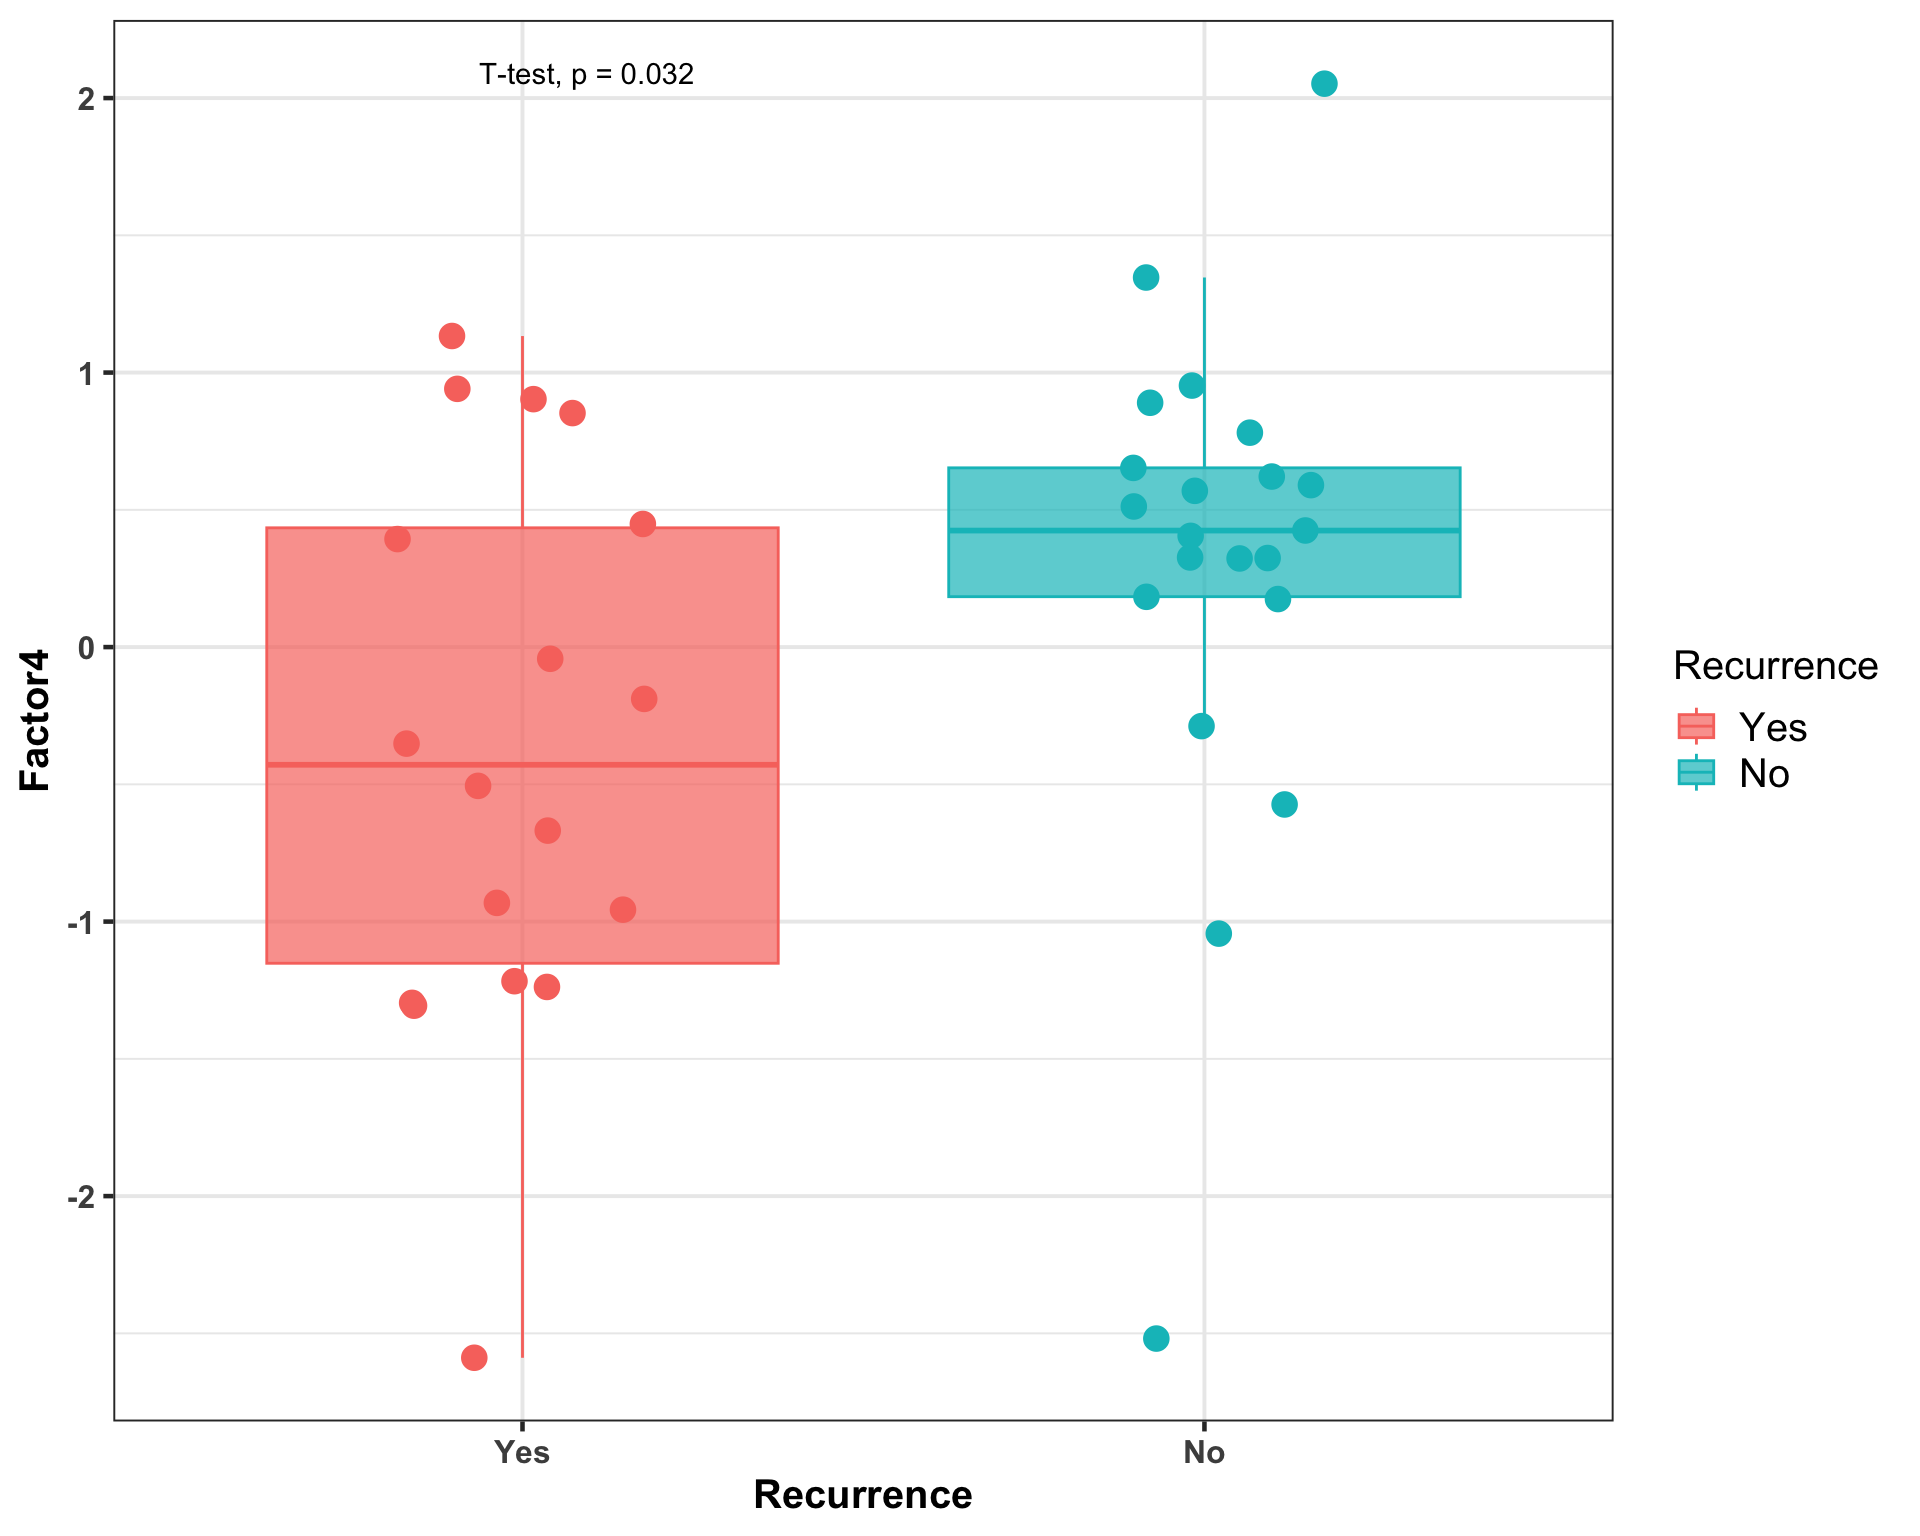 T-test, p = 0.032
2
1
0
-1
-2
Factor4
Yes
No
Recurrence
Recurrence
Yes
No